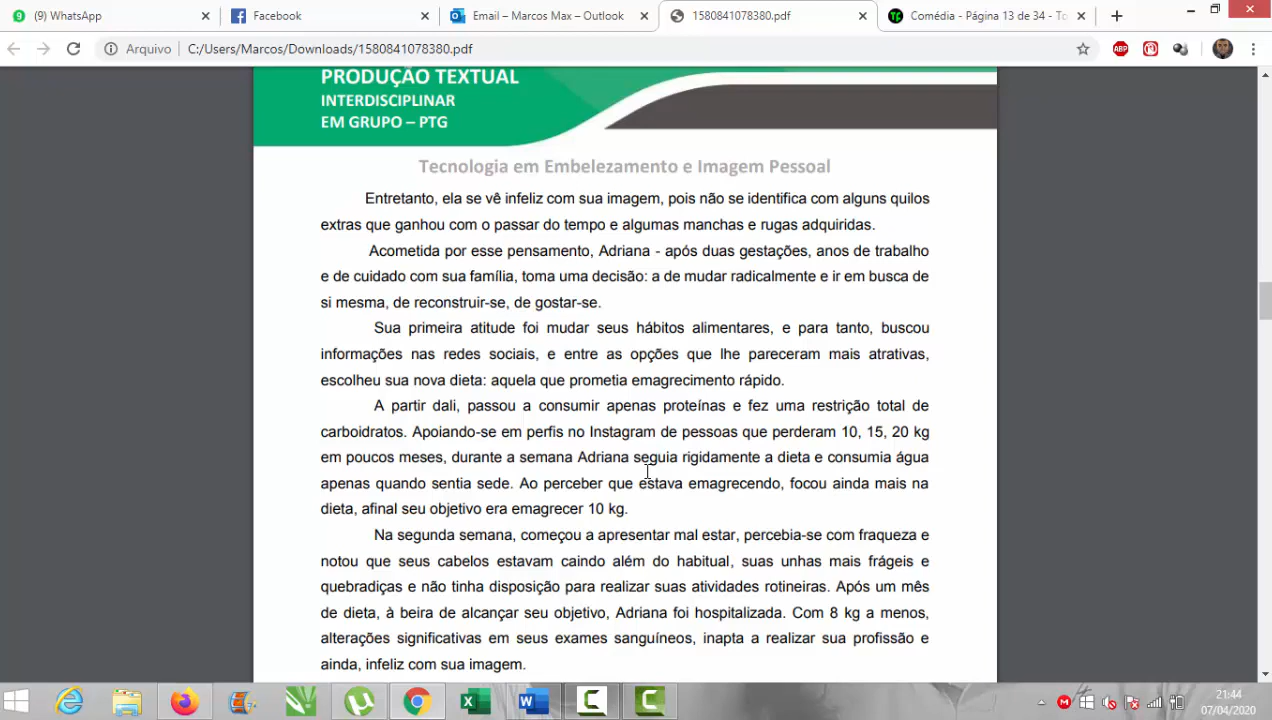 (9) WhatsApp
Facebook
Email – Marcos Max – Outlook
1580841078380.pdf
Comédia - Página 13 de 34 - To
Arquivo
C:/Users/Marcos/Downloads/1580841078380.pdf
ABP
PRODUÇÃO TEXTUAL
INTERDISCIPLINAR
EM GRUPO – PTG
Tecnologia em Embelezamento e Imagem Pessoal
Entretanto, ela se vê infeliz com sua imagem, pois não se identifica com alguns quilos
extras que ganhou com o passar do tempo e algumas manchas e rugas adquiridas.
Acometida por esse pensamento, Adriana - após duas gestações, anos de trabalho
e de cuidado com sua família, toma uma decisão: a de mudar radicalmente e ir em busca de
si mesma, de reconstruir-se, de gostar-se.
Sua primeira atitude foi mudar seus hábitos alimentares, e para tanto, buscou
informações nas redes sociais, e entre as opções que lhe pareceram mais atrativas,
escolheu sua nova dieta: aquela que prometia emagrecimento rápido.
A partir dali, passou a consumir apenas proteínas e fez uma restrição total de
carboidratos. Apoiando-se em perfis no Instagram de pessoas que perderam 10, 15, 20 kg
em poucos meses, durante a semana Adriana seguia rigidamente a dieta e consumia água
apenas quando sentia sede. Ao perceber que estava emagrecendo, focou ainda mais na
dieta, afinal seu objetivo era emagrecer 10 kg.
Na segunda semana, começou a apresentar mal estar, percebia-se com fraqueza e
notou que seus cabelos estavam caindo além do habitual, suas unhas mais frágeis e
quebradiças e não tinha disposição para realizar suas atividades rotineiras. Após um mês
de dieta, à beira de alcançar seu objetivo, Adriana foi hospitalizada. Com 8 kg a menos,
alterações significativas em seus exames sanguíneos, inapta a realizar sua profissão e
ainda, infeliz com sua imagem.
21:44
07/04/2020